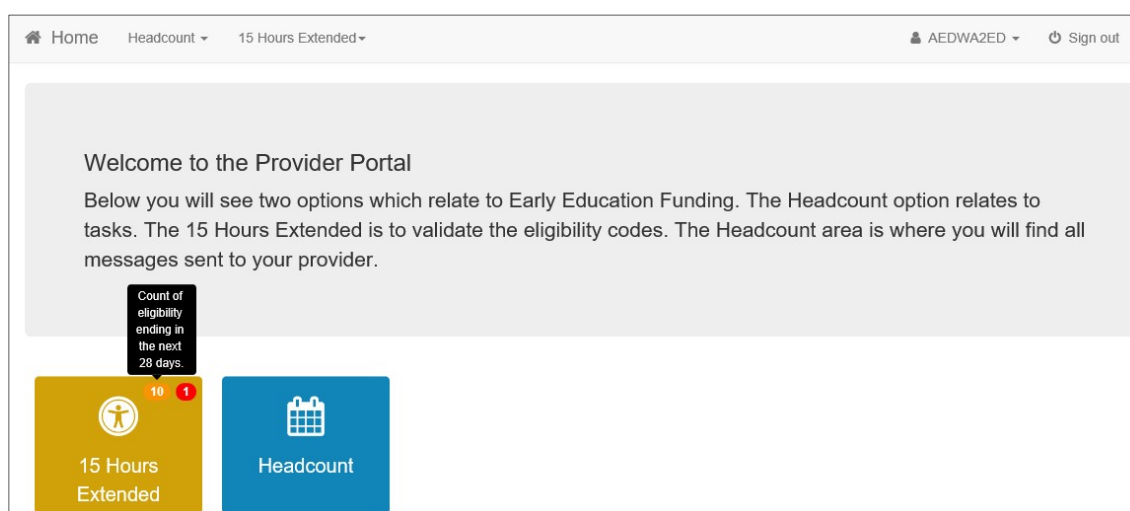 Home Headcount 15 Hours Extended AEDWA2ED Sign out
Welcome to the Provider Portal
Below you will see two options which relate to Early Education Funding. The Headcount option relates to
tasks. The 15 Hours Extended is to validate the eligibility codes. The Headcount area is where you will find all
messages sent to your provider.
Count of
eligibility
ending in
the next
28 days.
10 1
15 Hours
Extended
Headcount